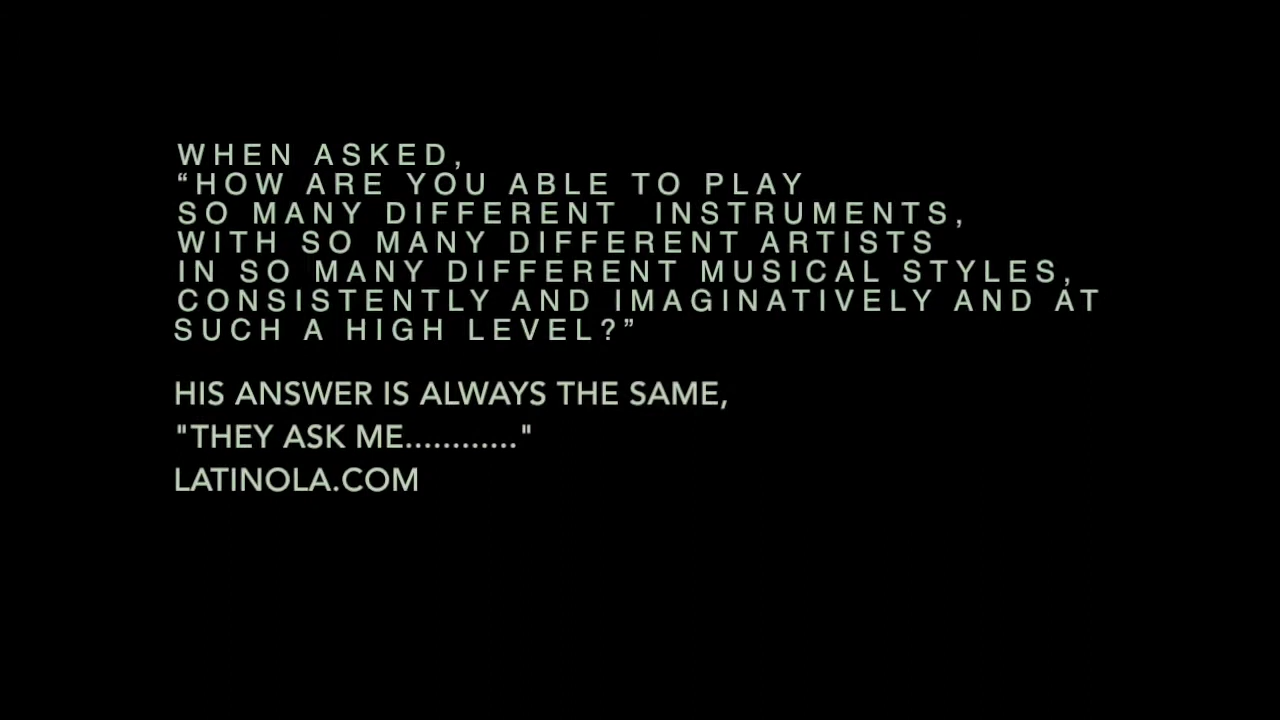 WHEN ASKED,
“HOW ARE YOU ABLE TO PLAY
SO MANY DIFFERENT INSTRUMENTS,
WITH SO MANY DIFFERENT ARTISTS
IN SO MANY DIFFERENT MUSICAL STYLES,
CONSISTENTLY AND IMAGINATIVELY AND AT
SUCH A HIGH LEVEL?”
HIS ANSWER IS ALWAYS THE SAME,
"THEY ASK ME............"
LATINOLA.COM